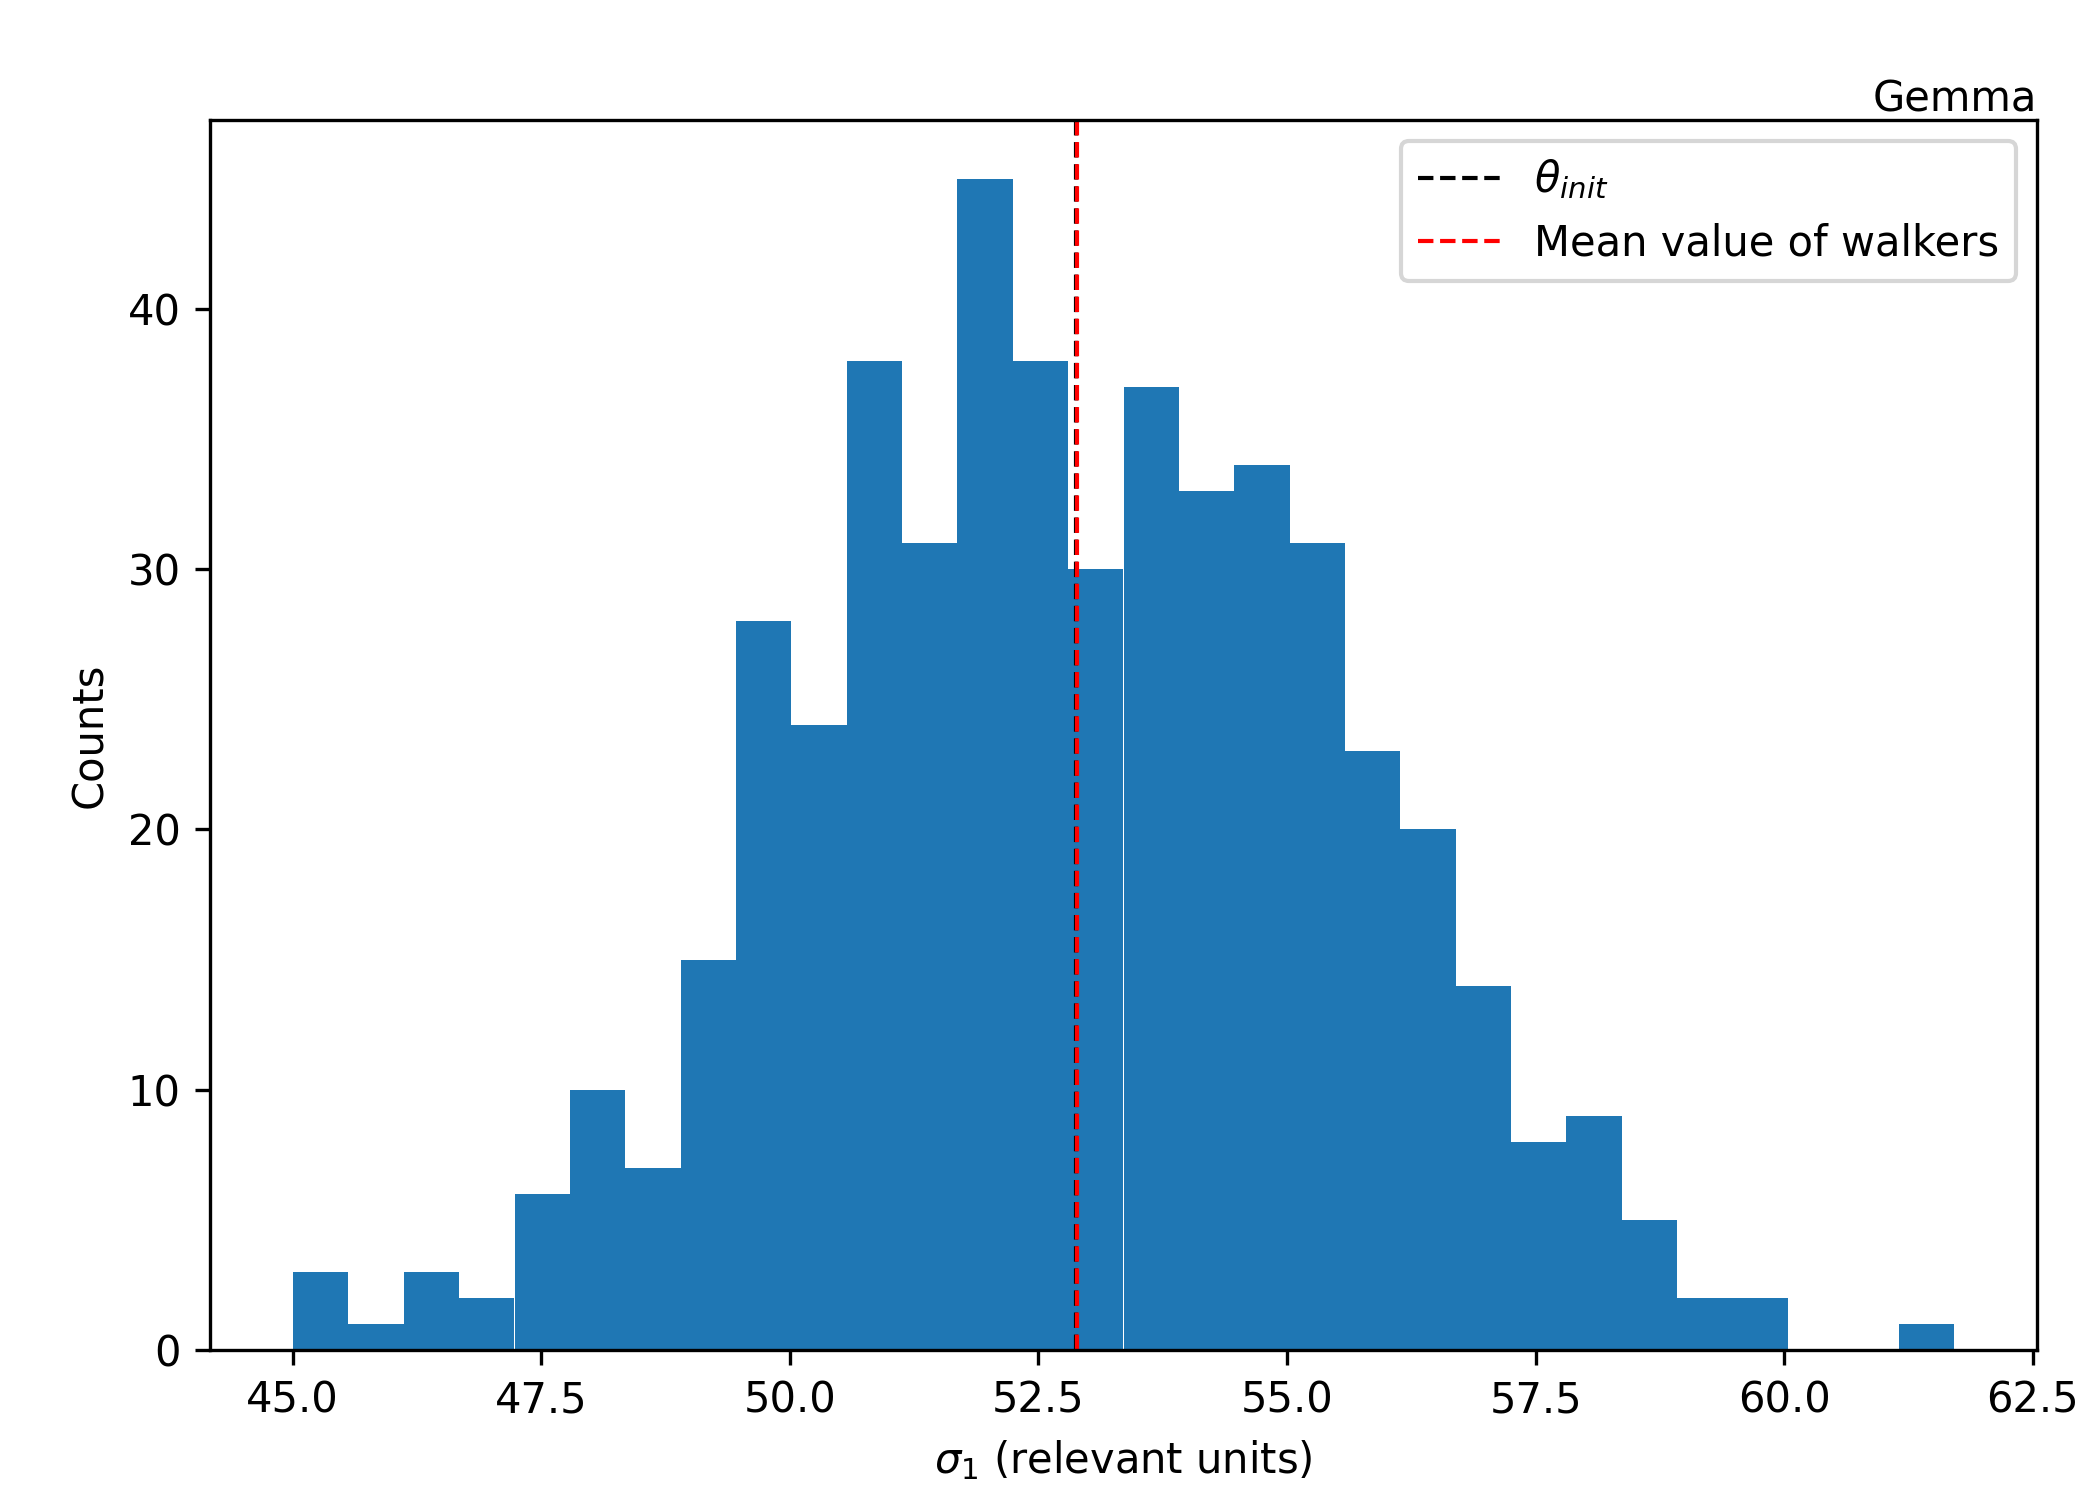 Gemma
θinit
Mean value of walkers
40
30
20
10
0
Counts
45.0 47.5 50.0 52.5 55.0 57.5 60.0 62.5
σ1 (relevant units)